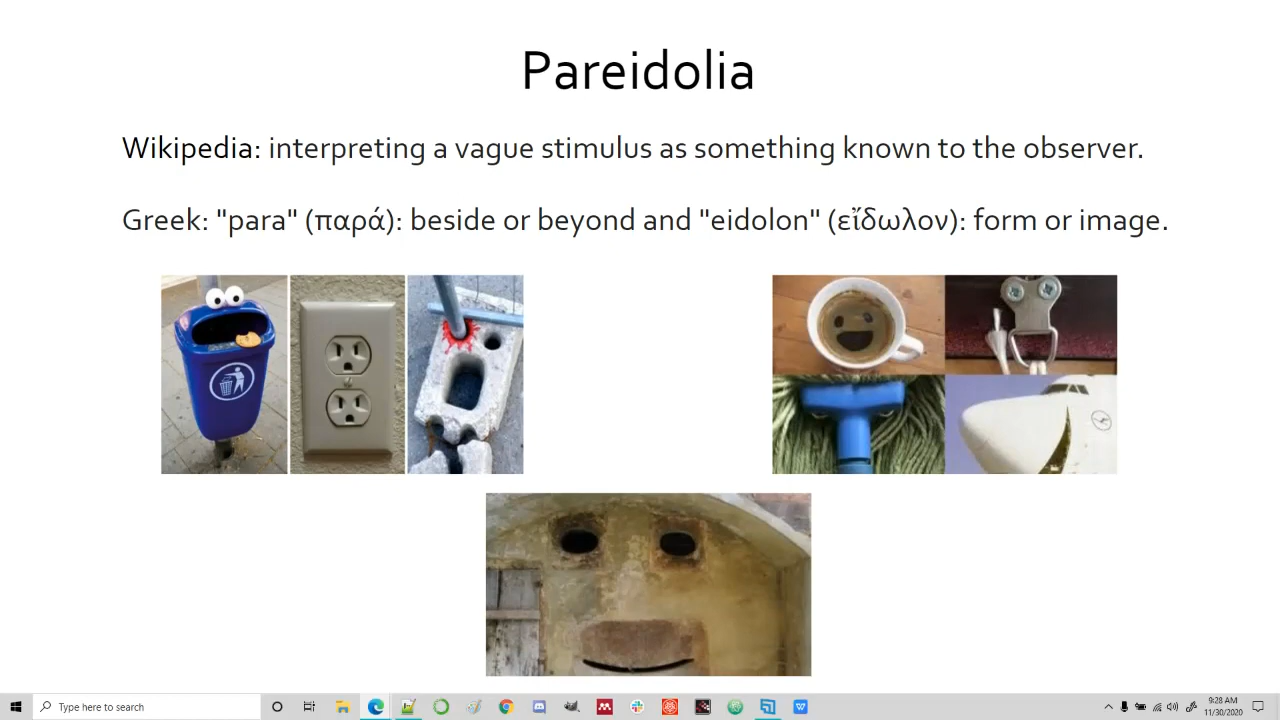 Pareidolia
Wikipedia: interpreting a vague stimulus as something known to the observer.
Greek: "para" (παρά): beside or beyond and "eidolon" (εἴδωλον): form or image.
Type here to search
9:28 AM
11/30/2020